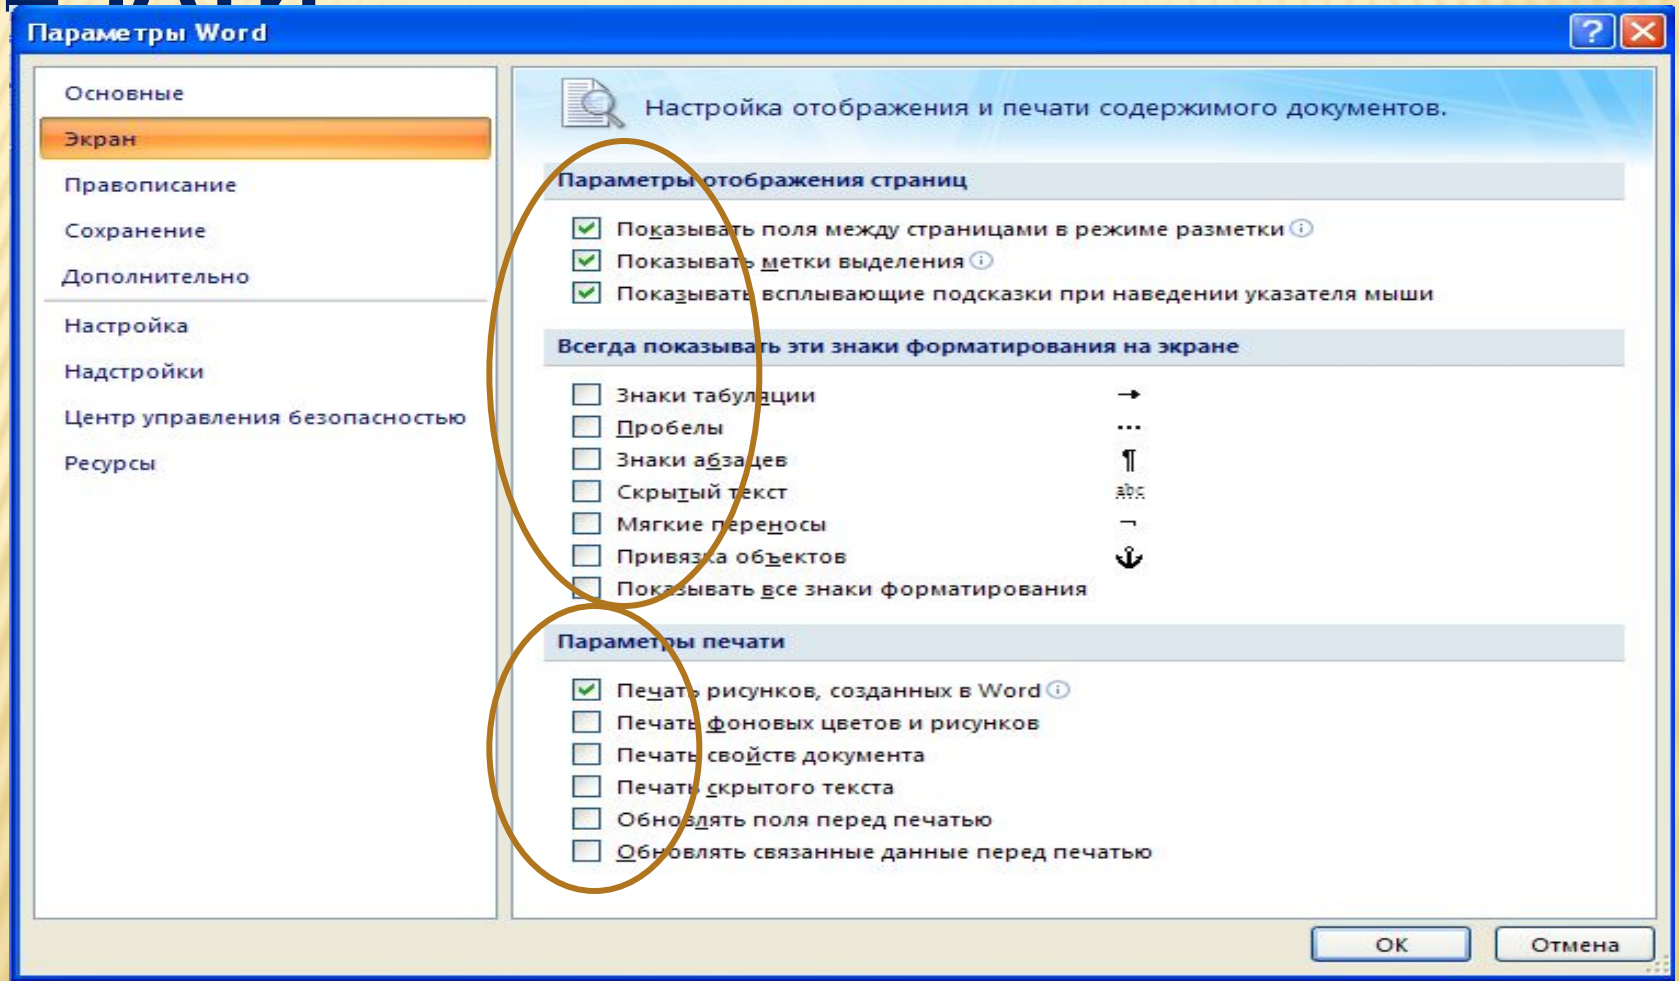 Параметры Word
Основные
Экран
Правописание
Сохранение
Дополнительно
Настройка
Надстройки
Центр управления безопасностью
Ресурсы
Настройка отображения и печати содержимого документов.
Параметры отображения страниц
Показывать поля между страницами в режиме разметки
Показывать метки выделения
Показывать всплывающие подсказки при наведении указателя мыши
Всегда показывать эти знаки форматирования на экране
Знаки табуляции →
Пробелы ...
Знаки абзацев ¶
Скрытый текст abc
Мягкие переносы ¬
Привязка объектов
Показывать все знаки форматирования
Параметры печати
Печать рисунков, созданных в Word
Печать фоновых цветов и рисунков
Печать свойств документа
Печать скрытого текста
Обновлять поля перед печатью
Обновлять связанные данные перед печатью
ОК
Отмена